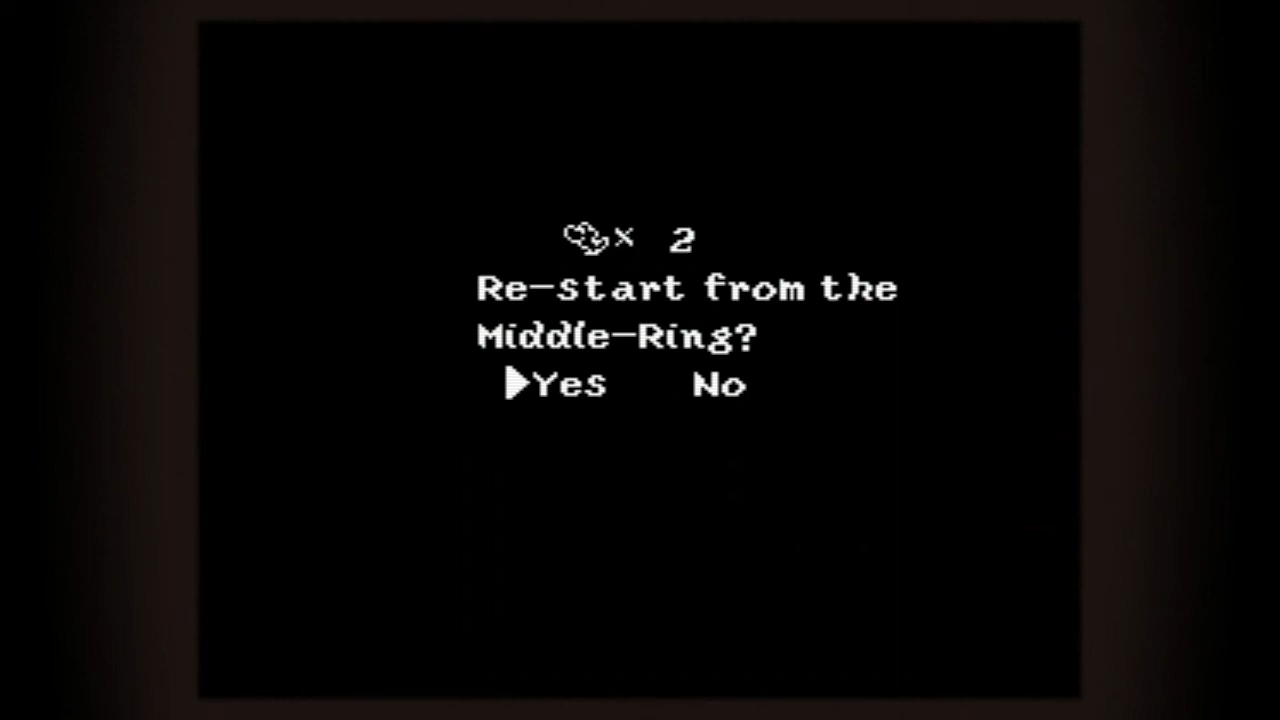 × 2
Re-start from the
Middle-Ring?
Yes No